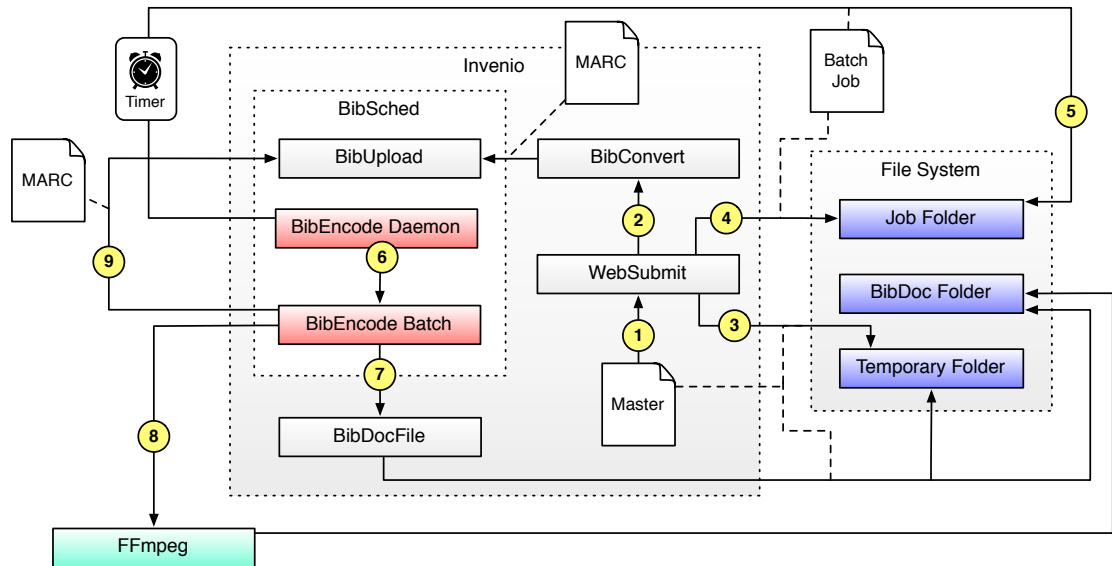 Timer
Invenio
MARC
Batch
Job
5
BibSched
MARC
BibUpload
BibConvert
File System
2
4
Job Folder
BibEncode Daemon
9
6
WebSubmit
BibDoc Folder
BibEncode Batch
1
3
Temporary Folder
7
Master
8
BibDocFile
FFmpeg